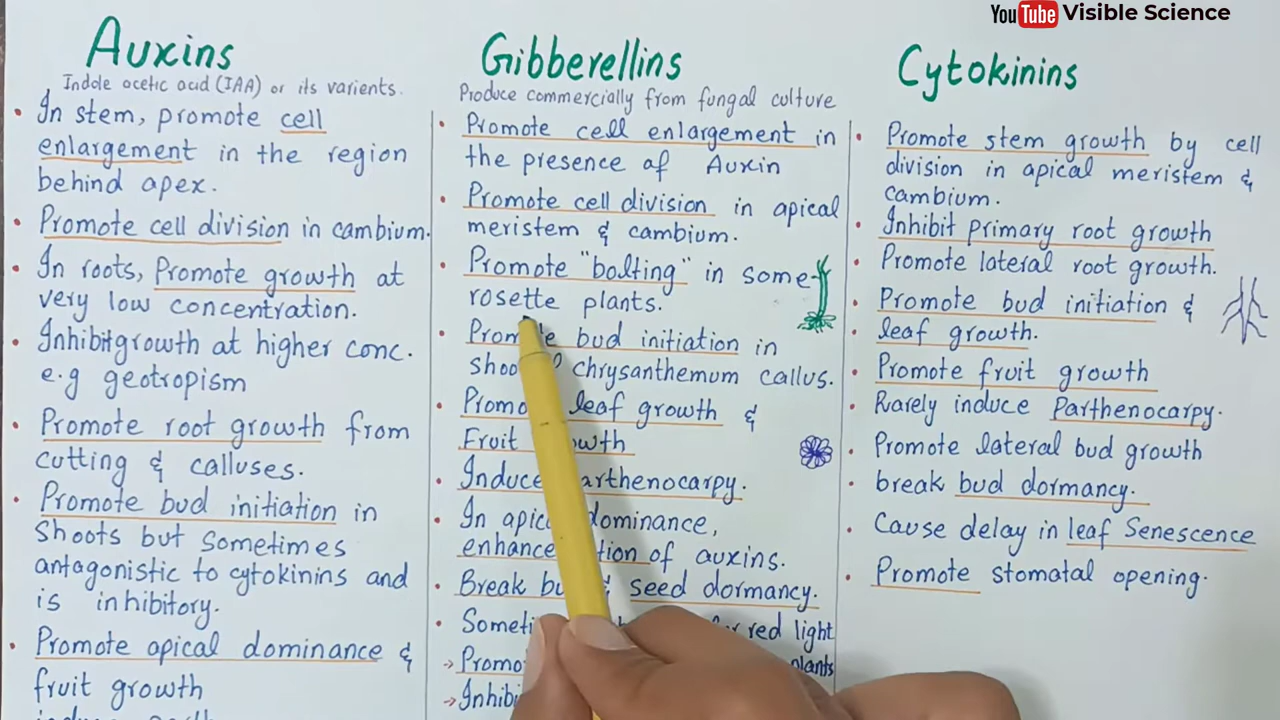 YouTube Visible Science
Auxins
Indole acetic acid (IAA) or its varients.
• In stem, promote cell
enlargement in the region
behind apex.
• Promote cell division in cambium.
• In roots, Promote growth at
very low concentration.
• Inhibit growth at higher conc.
e.g geotropism
• Promote root growth from
cutting & calluses.
• Promote bud initiation in
Shoots but sometimes
antagonistic to cytokinins and
is inhibitory.
• Promote apical dominance &
fruit growth
Gibberellins
Produce commercially from fungal culture
• Promote cell enlargement in
the presence of Auxin
• Promote cell division in apical
meristem & cambium.
• Promote "bolting" in some
rosette plants.
• Promote bud initiation in
chrysanthemum callus.
• leaf growth &
Fruit
• Induce
• In dominance,
enhance of auxins.
• Break & seed dormancy.
• red light
→ plants
→
Cytokinins
• Promote stem growth by cell
division in apical meristem &
cambium.
• Inhibit primary root growth
• Promote lateral root growth.
• Promote bud initiation &
• leaf growth.
• Promote fruit growth
• Rarely induce Parthenocarpy.
• Promote lateral bud growth
• break bud dormancy.
• Cause delay in leaf Senescence
• Promote stomatal opening.